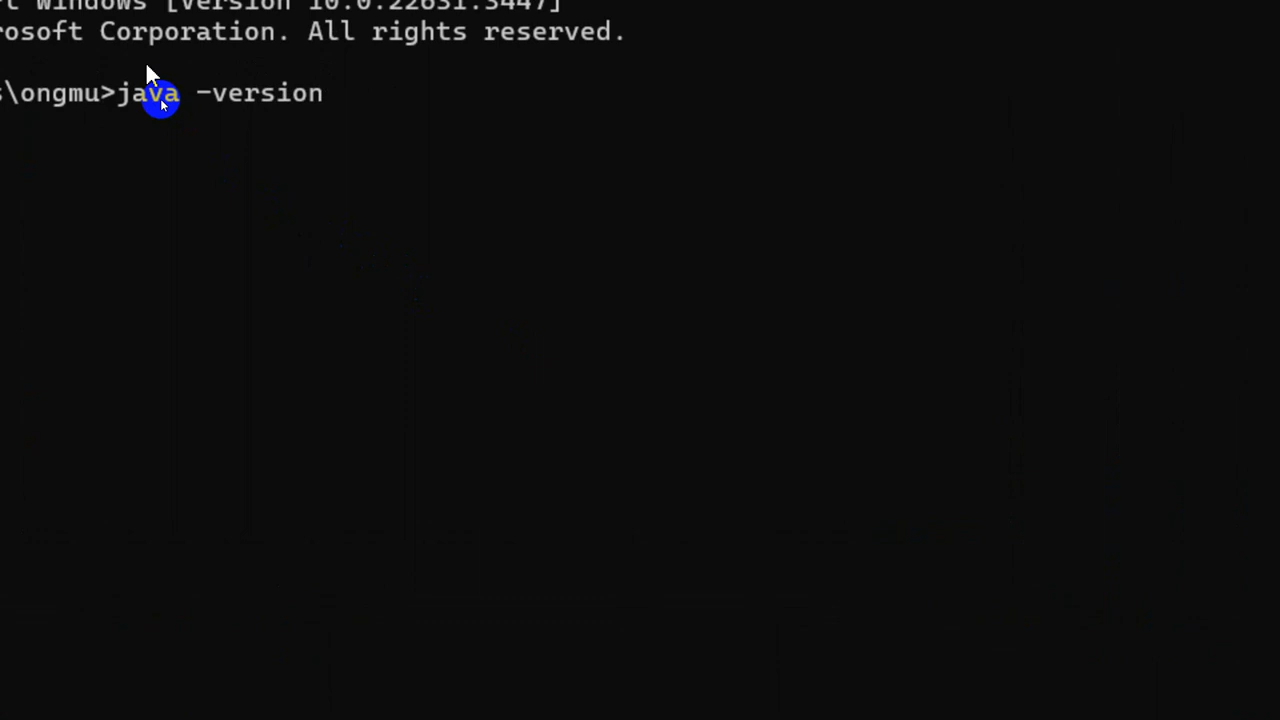 Windows [Version 10.0.22631.3447]
rosoft Corporation. All rights reserved.
s\ongmu>java -version